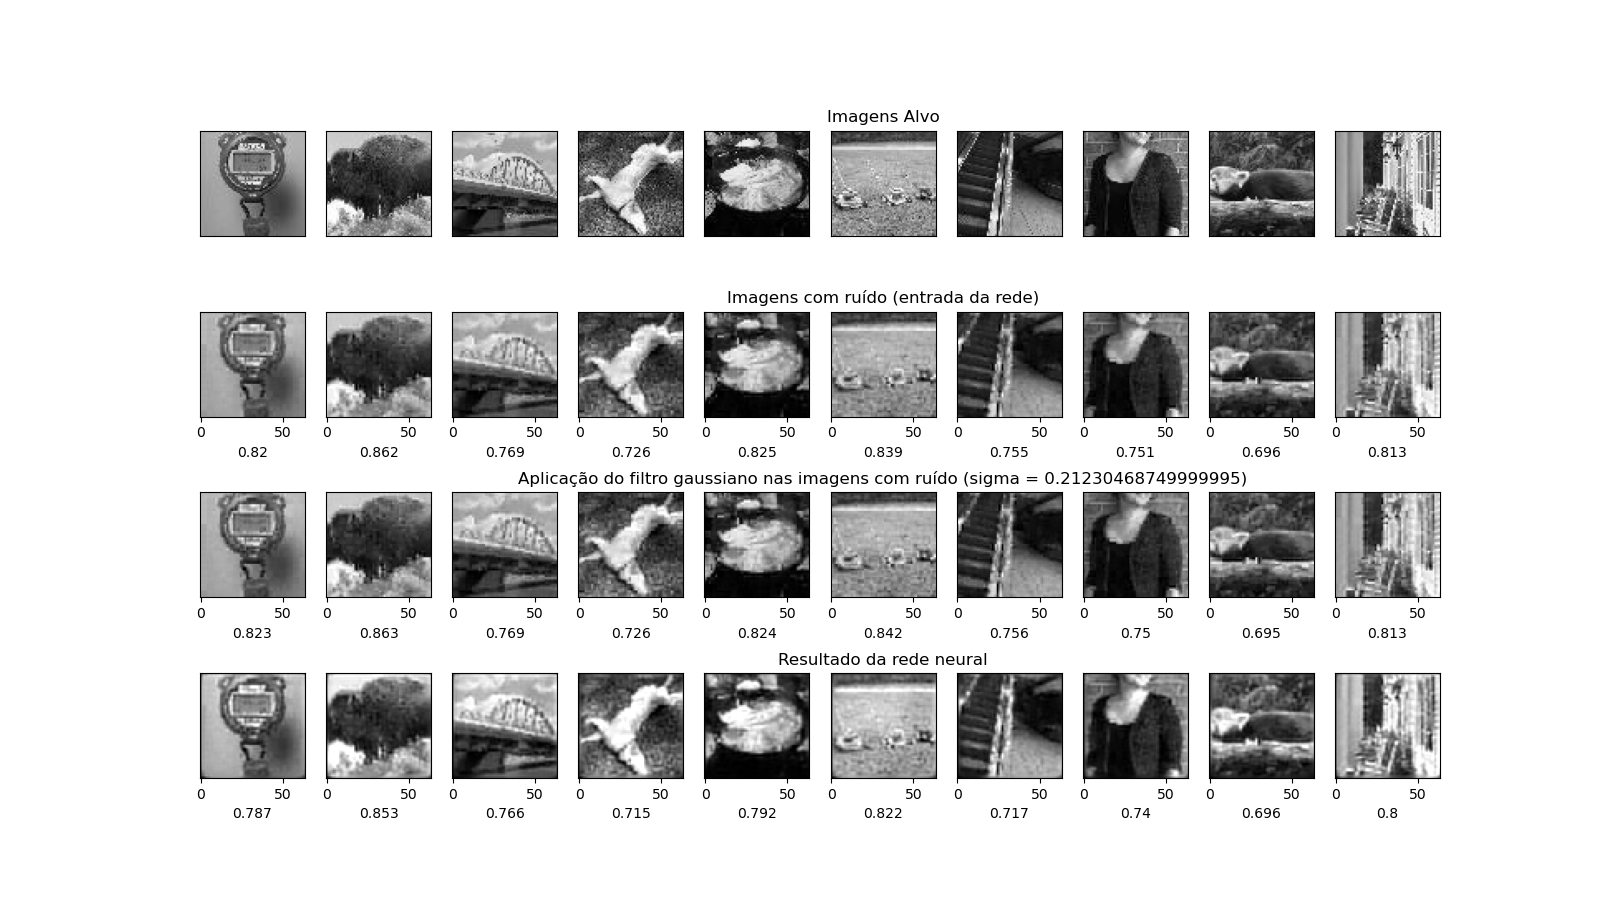 Imagens Alvo
Imagens com ruído (entrada da rede)
0 50 0 50 0 50 0 50 0 50 0 50 0 50 0 50 0 50 0 50
0.82 0.862 0.769 0.726 0.825 0.839 0.755 0.751 0.696 0.813
Aplicação do filtro gaussiano nas imagens com ruído (sigma = 0.21230468749999995)
0 50 0 50 0 50 0 50 0 50 0 50 0 50 0 50 0 50 0 50
0.823 0.863 0.769 0.726 0.824 0.842 0.756 0.75 0.695 0.813
Resultado da rede neural
0 50 0 50 0 50 0 50 0 50 0 50 0 50 0 50 0 50 0 50
0.787 0.853 0.766 0.715 0.792 0.822 0.717 0.74 0.696 0.8